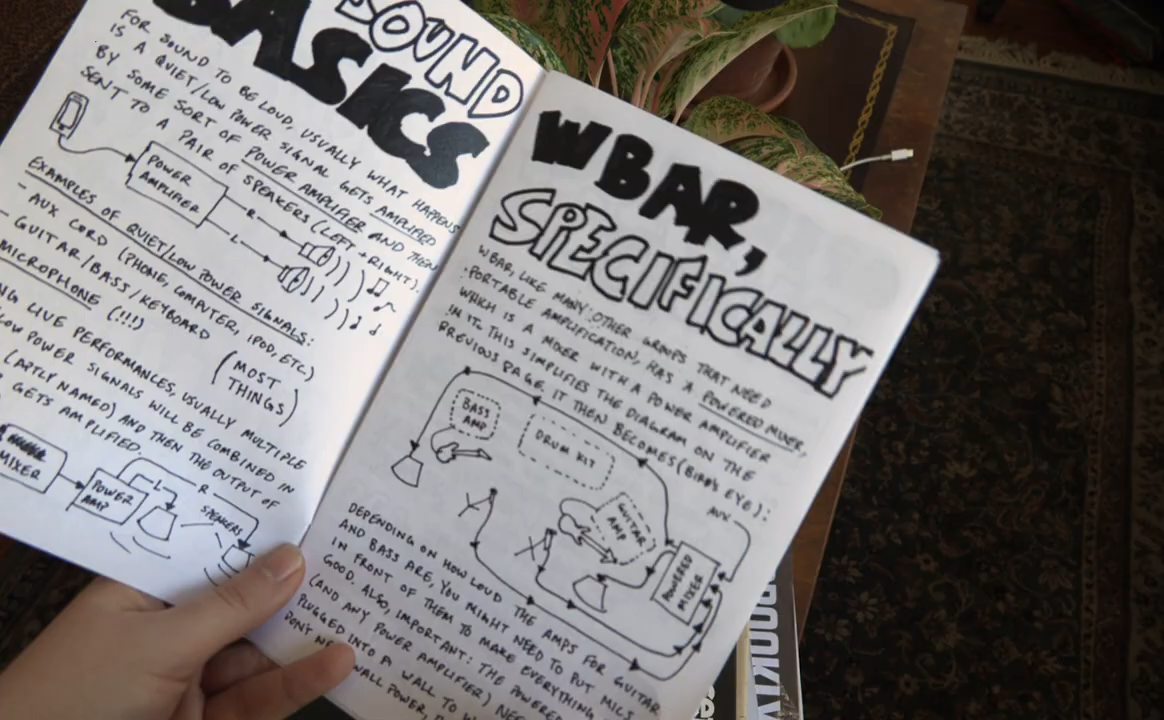 SOUND
BASICS
FOR SOUND TO BE LOUD, USUALLY WHAT HAPPENS
IS A QUIET/LOW POWER SIGNAL GETS AMPLIFIED
BY SOME SORT OF POWER AMPLIFIER AND THEN
SENT TO A PAIR OF SPEAKERS (LEFT + RIGHT).
POWER
AMPLIFIER
R
L
EXAMPLES OF QUIET/LOW POWER SIGNALS:
- AUX CORD (PHONE, COMPUTER, IPOD, ETC.)
- GUITAR/BASS/KEYBOARD
MICROPHONE (!!!)
(MOST
THINGS)
LIVE PERFORMANCES, USUALLY MULTIPLE
POWER SIGNALS WILL BE COMBINED IN
(APTLY NAMED) AND THEN THE OUTPUT OF
GETS AMPLIFIED.
MIXER
POWER
AMP
L
R
SPEAKERS
WBAR,
SPECIFICALLY
WBAR, LIKE MANY OTHER GROUPS THAT NEED
PORTABLE AMPLIFICATION, HAS A POWERED MIXER,
WHICH IS A MIXER WITH A POWER AMPLIFIER
IN IT. THIS SIMPLIFIES THE DIAGRAM ON THE
PREVIOUS PAGE. IT THEN BECOMES (BIRD'S EYE):
BASS
AMP
DRUM KIT
GUITAR
AMP
AUX
POWERED
MIXER
DEPENDING ON HOW LOUD THE AMPS FOR GUITAR
AND BASS ARE, YOU MIGHT NEED TO PUT MICS
IN FRONT OF THEM TO MAKE EVERYTHING
GOOD. ALSO, IMPORTANT: THE POWERED
(AND ANY POWER AMPLIFIER)
PLUGGED INTO A WALL TO
DON'T WALL POWER,